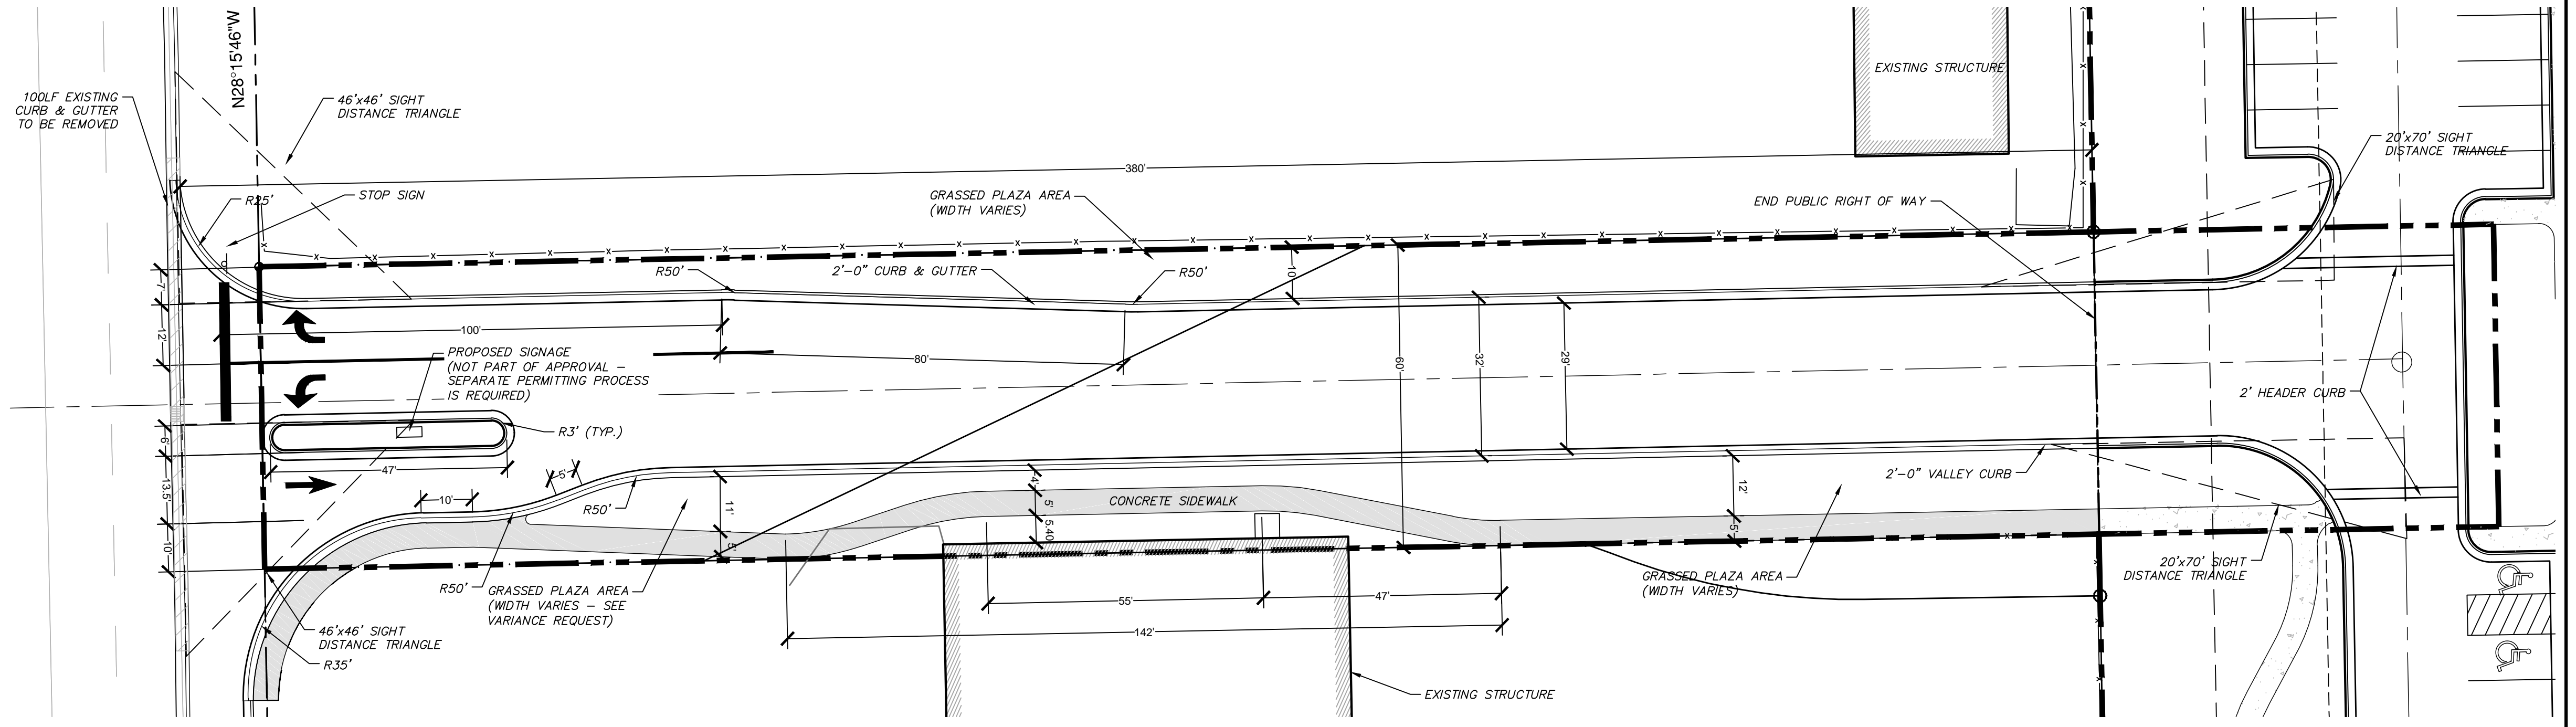 N28°15'46"W
100LF EXISTING
CURB & GUTTER
TO BE REMOVED
46'x46' SIGHT
DISTANCE TRIANGLE
EXISTING STRUCTURE
20'x70' SIGHT
DISTANCE TRIANGLE
380'
R25'
STOP SIGN
GRASSED PLAZA AREA
(WIDTH VARIES)
END PUBLIC RIGHT OF WAY
R50'
2'-0" CURB & GUTTER
R50'
10'
7'
12'
100'
80'
60'
32'
29'
PROPOSED SIGNAGE
(NOT PART OF APPROVAL –
SEPARATE PERMITTING PROCESS
IS REQUIRED)
2' HEADER CURB
R3' (TYP.)
6'
47'
5'
13.5'
10'
R50'
11'
5'
4'
5'
5.40'
CONCRETE SIDEWALK
12'
5'
2'-0" VALLEY CURB
10'
R50'
GRASSED PLAZA AREA
(WIDTH VARIES – SEE
VARIANCE REQUEST)
GRASSED PLAZA AREA
(WIDTH VARIES)
20'x70' SIGHT
DISTANCE TRIANGLE
55'
47'
142'
46'x46' SIGHT
DISTANCE TRIANGLE
R35'
EXISTING STRUCTURE